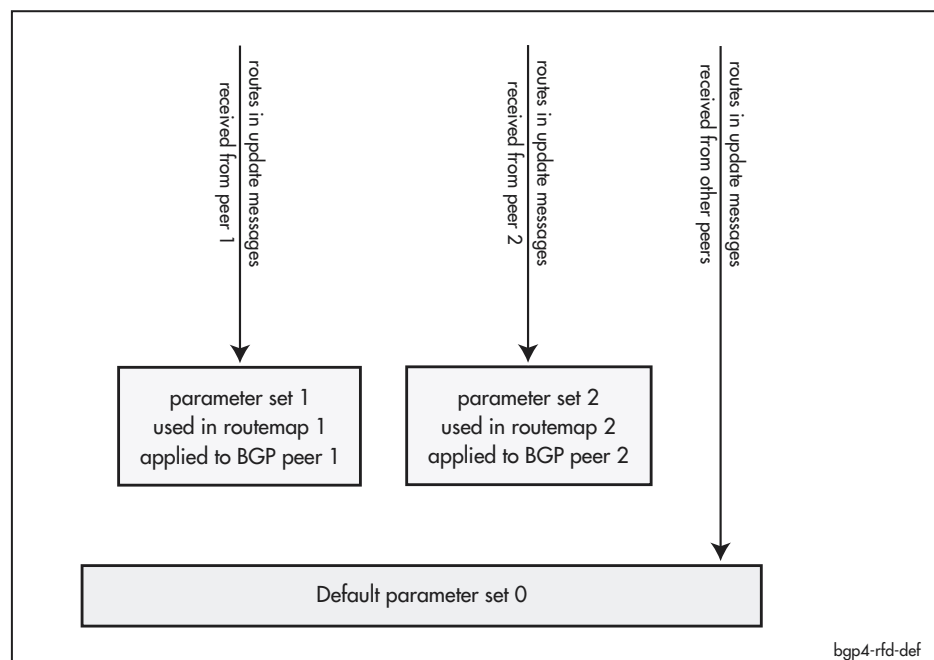 routes in update messages
received from peer 1
routes in update messages
received from peer 2
routes in update messages
received from other peers
parameter set 1
used in routemap 1
applied to BGP peer 1
parameter set 2
used in routemap 2
applied to BGP peer 2
Default parameter set 0
bgp4-rfd-def